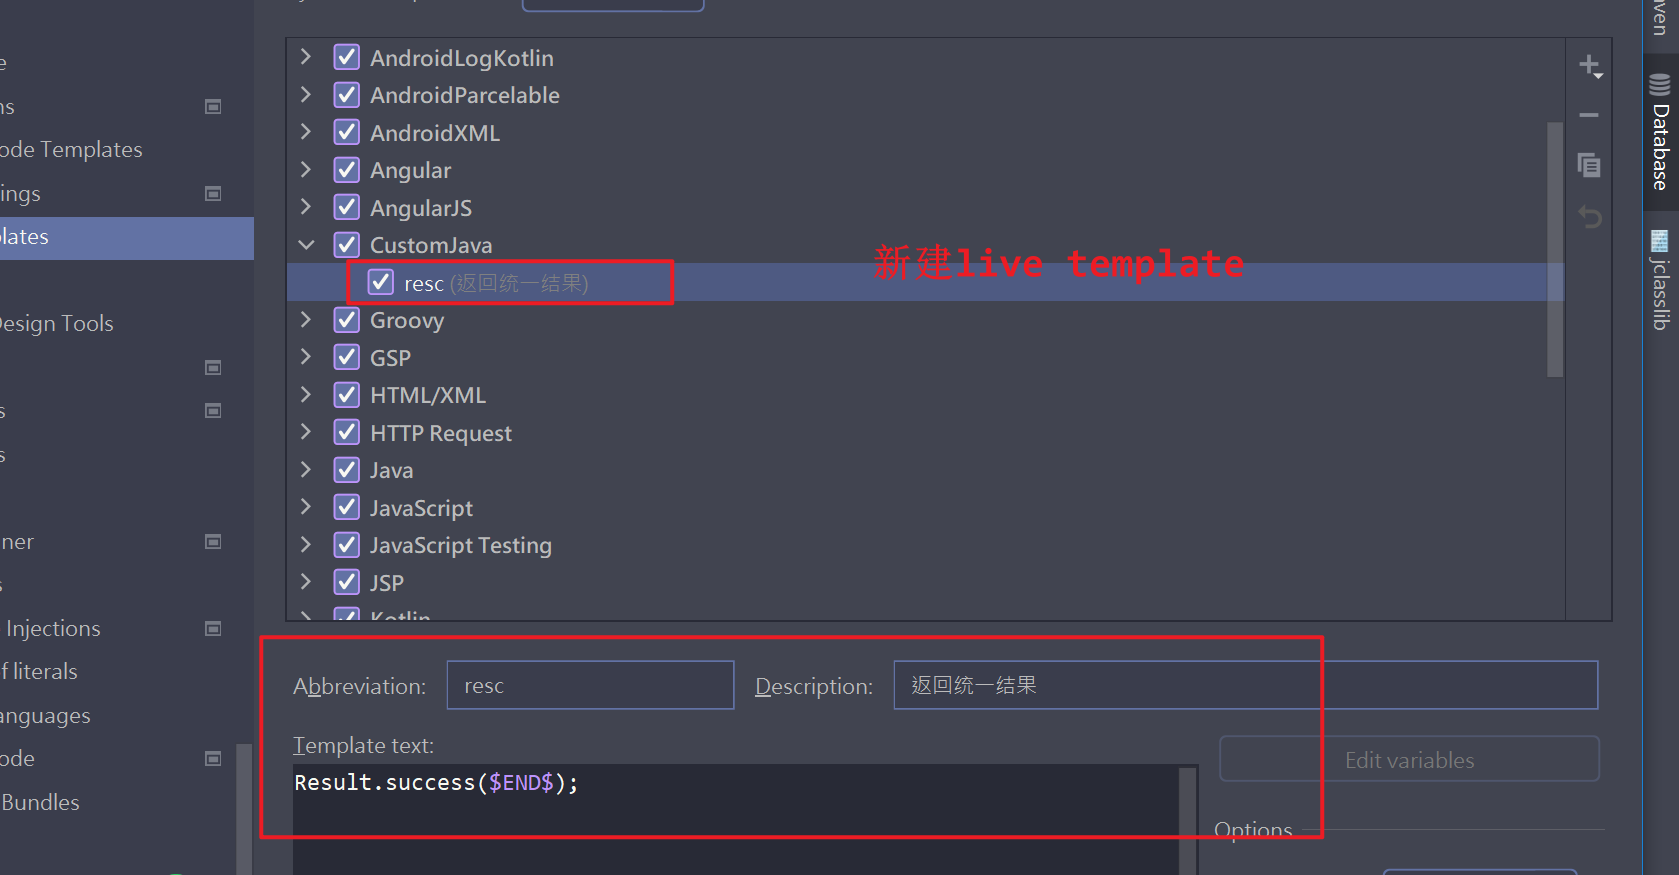 e
ns
ode Templates
ings
lates
Design Tools
s
s
ner
s
Injections
f literals
anguages
ode
Bundles
AndroidLogKotlin
AndroidParcelable
AndroidXML
Angular
AngularJS
CustomJava
resc (返回统一结果)
新建live template
Groovy
GSP
HTML/XML
HTTP Request
Java
JavaScript
JavaScript Testing
JSP
Kotlin
Abbreviation: resc Description: 返回统一结果
Template text:
Result.success($END$);
Edit variables
Options
aven
Database
jclasslib